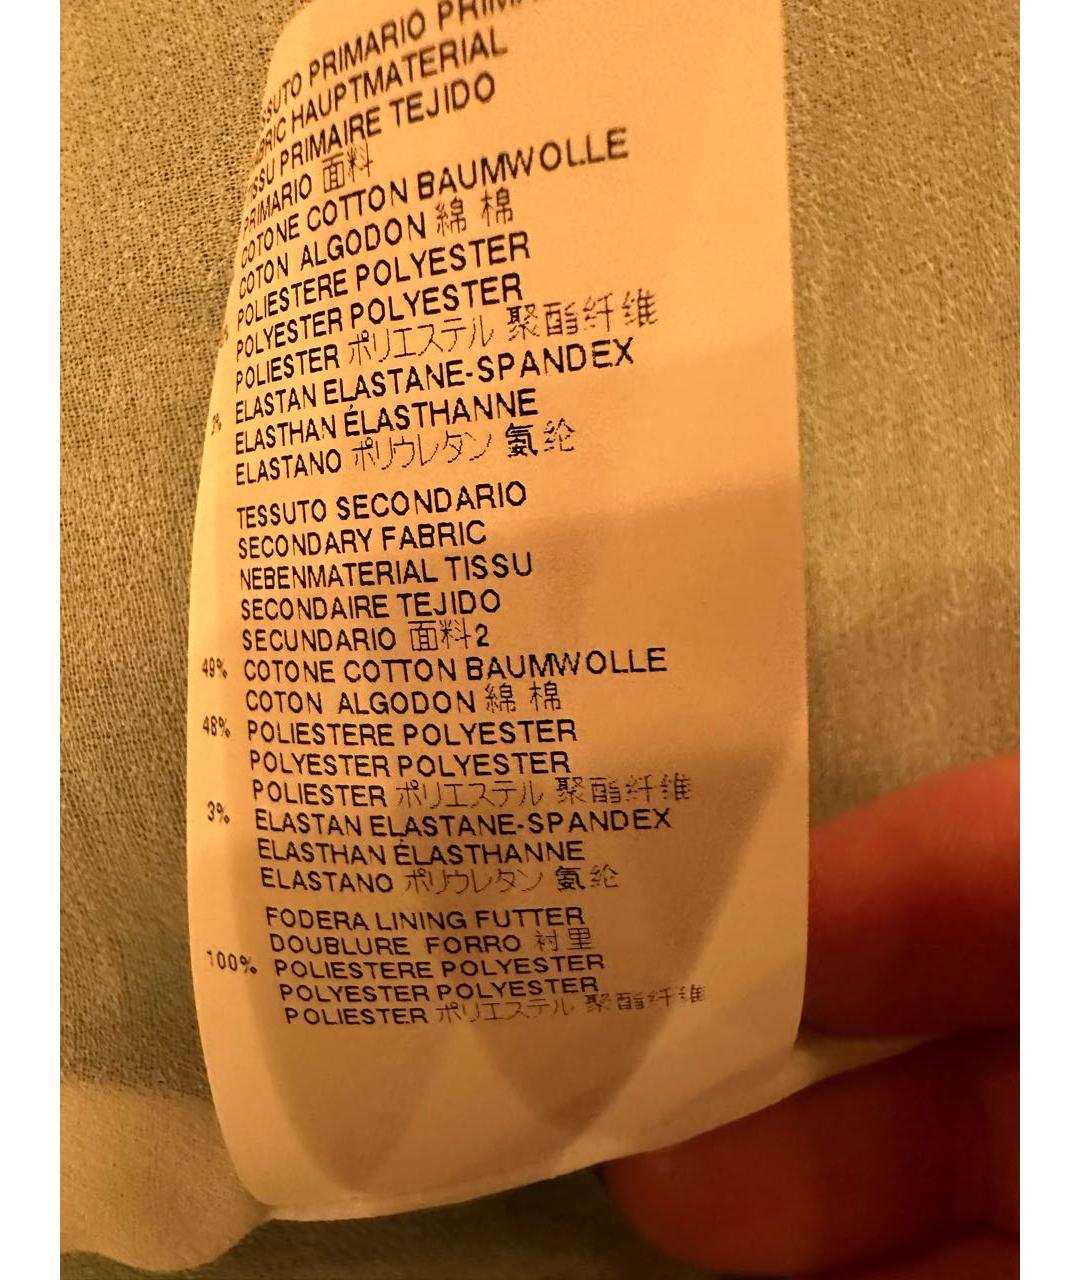 PRIMARIO
HAUPTMATERIAL
PRIMAIRE TEJIDO
PRIMARIO 面料
COTONE COTTON BAUMWOLLE
COTON ALGODON 綿 棉
POLIESTERE POLYESTER
POLYESTER POLYESTER
POLIESTER ポリエステル 聚酯纤维
ELASTAN ELASTANE-SPANDEX
ELASTHAN ÉLASTHANNE
ELASTANO ポリウレタン 氨纶
TESSUTO SECONDARIO
SECONDARY FABRIC
NEBENMATERIAL TISSU
SECONDAIRE TEJIDO
SECUNDARIO 面料2
49% COTONE COTTON BAUMWOLLE
COTON ALGODON 綿 棉
48% POLIESTERE POLYESTER
POLYESTER POLYESTER
POLIESTER ポリエステル 聚酯纤维
3% ELASTAN ELASTANE-SPANDEX
ELASTHAN ÉLASTHANNE
ELASTANO ポリウレタン 氨纶
FODERA LINING FUTTER
DOUBLURE FORRO 衬里
100% POLIESTERE POLYESTER
POLYESTER POLYESTER
POLIESTER ポリエステル 聚酯纤维